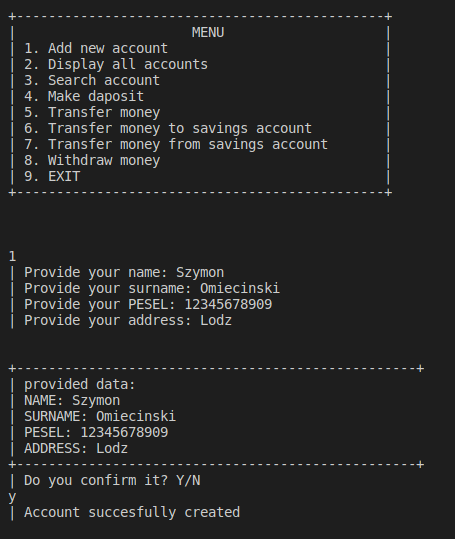 +----------------------------------------------+
| MENU |
| 1. Add new account |
| 2. Display all accounts |
| 3. Search account |
| 4. Make daposit |
| 5. Transfer money |
| 6. Transfer money to savings account |
| 7. Transfer money from savings account |
| 8. Withdraw money |
| 9. EXIT |
+----------------------------------------------+
1
| Provide your name: Szymon
| Provide your surname: Omiecinski
| Provide your PESEL: 12345678909
| Provide your address: Lodz
+--------------------------------------------------+
| provided data:
| NAME: Szymon
| SURNAME: Omiecinski
| PESEL: 12345678909
| ADDRESS: Lodz
+--------------------------------------------------+
| Do you confirm it? Y/N
y
| Account succesfully created